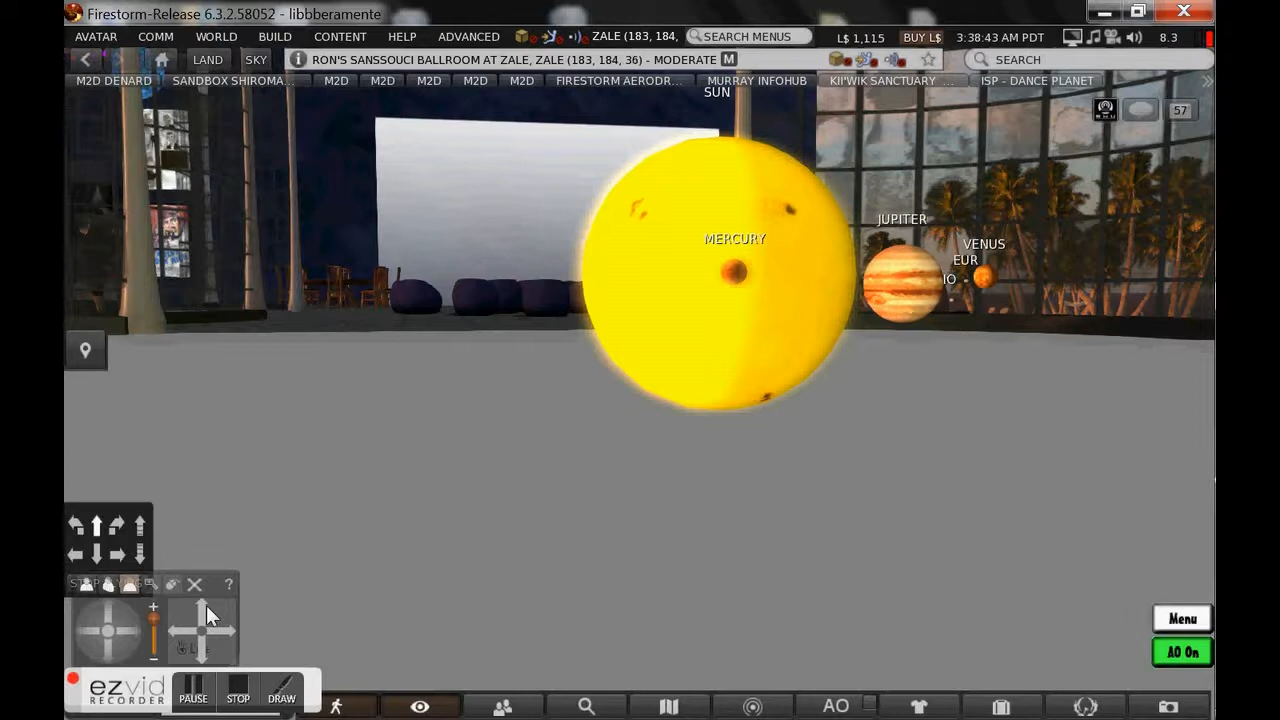 Firestorm-Release 6.3.2.58052 - libbberamente
AVATAR COMM WORLD BUILD CONTENT HELP ADVANCED ZALE (183, 184, SEARCH MENUS L$ 1,115 BUY L$ 3:38:43 AM PDT 8.3
LAND SKY RON'S SANSSOUCI BALLROOM AT ZALE, ZALE (183, 184, 36) - MODERATE M SEARCH
M2D DENARD SANDBOX SHIROMA... M2D M2D M2D M2D M2D FIRESTORM AERODR... MURRAY INFOHUB KII'WIK SANCTUARY ... ISP - DANCE PLANET
SUN
57
JUPITER
MERCURY
VENUS
EUR
IO
?
ezvid
RECORDER
PAUSE STOP DRAW
Menu
AO On
AO